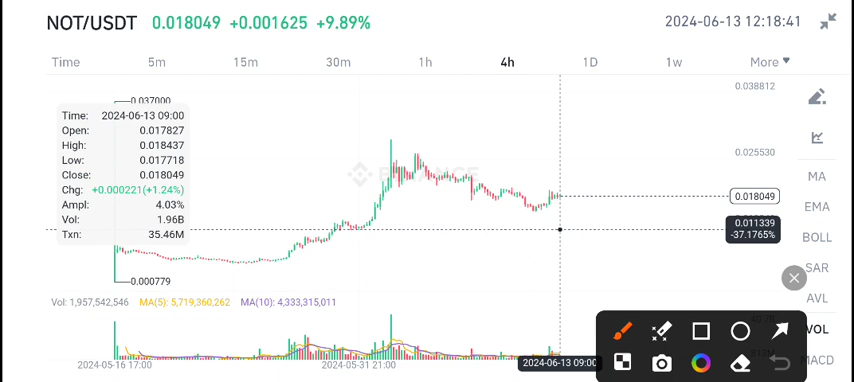 NOT/USDT 0.018049 +0.001625 +9.89% 2024-06-13 12:18:41
Time 5m 15m 30m 1h 4h 1D 1w More
0.038812
0.037000
Time: 2024-06-13 09:00
Open: 0.017827
High: 0.018437
Low: 0.017718
Close: 0.018049
Chg: +0.000221(+1.24%)
Ampl: 4.03%
Vol: 1.96B
Txn: 35.46M
0.025530
BINANCE
0.018049
0.011339
-37.1765%
0.000779
MA
EMA
BOLL
SAR
AVL
VOL
MACD
Vol: 1,957,542,546 MA(5): 5,719,360,262 MA(10): 4,333,315,011
2024-05-16 17:00 2024-05-31 21:00 2024-06-13 09:00